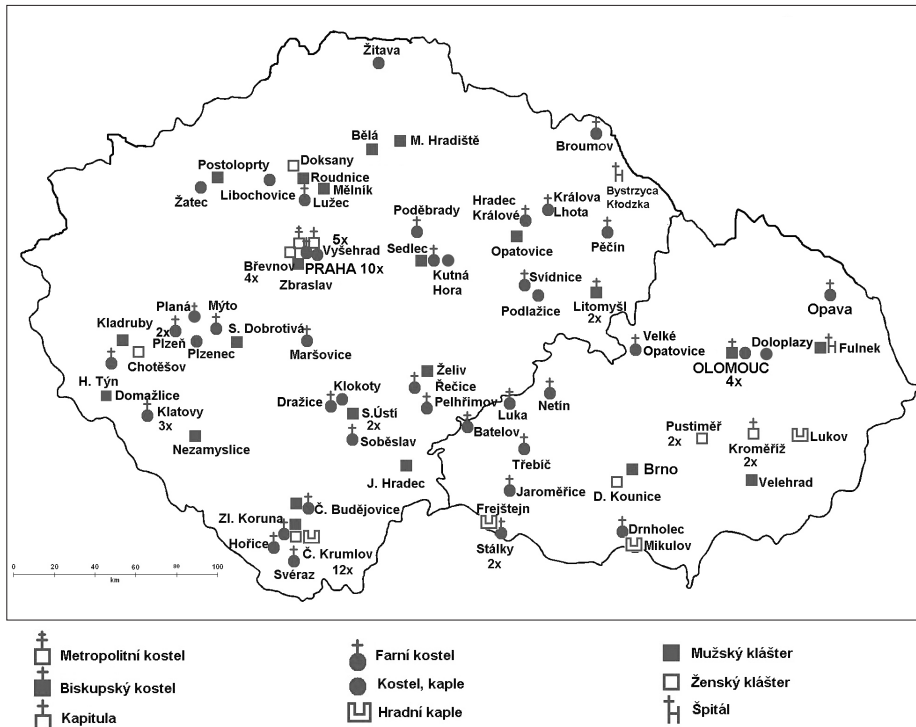 Žitava
Bělá
M. Hradiště
Broumov
Postoloprty
Doksany
Roudnice
Bystrzyca
Kłodzka
Mělník
Žatec
Libochovice
Lužec
Hradec
Králové
Králova
Lhota
Poděbrady
5x
Vyšehrad
Sedlec
Opatovice
Pěčín
Břevnov
4x
PRAHA 10x
Zbraslav
Kutná
Hora
Svídnice
Podlažice
Litomyšl
2x
Opava
Planá
Mýto
Kladruby
2x
Plzeň
S. Dobrotivá
Plzenec
Maršovice
Chotěšov
Velké
Opatovice
Doloplazy
OLOMOUC
4x
Fulnek
H. Týn
Domažlice
Želiv
Řečice
Klokoty
Dražice
Pelhřimov
S.Ústí
2x
Luka
Netín
Klatovy
3x
Nezamyslice
Soběslav
Batelov
Pustiměř
2x
Kroměříž
2x
Lukov
Třebíč
J. Hradec
Brno
D. Kounice
Velehrad
Jaroměřice
Č. Budějovice
Zl. Koruna
Frejštejn
Hořice
Drnholec
Mikulov
Stálky
2x
Č. Krumlov
12x
Svéraz
0 20 40 60 80 100
km
Metropolitní kostel
Farní kostel
Mužský klášter
Biskupský kostel
Kostel, kaple
Ženský klášter
Kapitula
Hradní kaple
Špitál